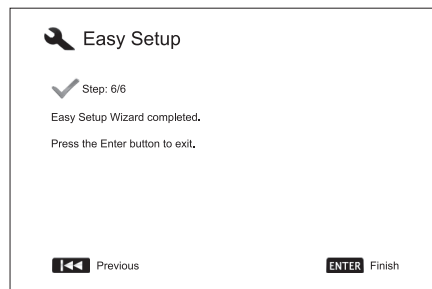 Easy Setup
Step: 6/6
Easy Setup Wizard completed.
Press the Enter button to exit.
Previous
ENTER Finish